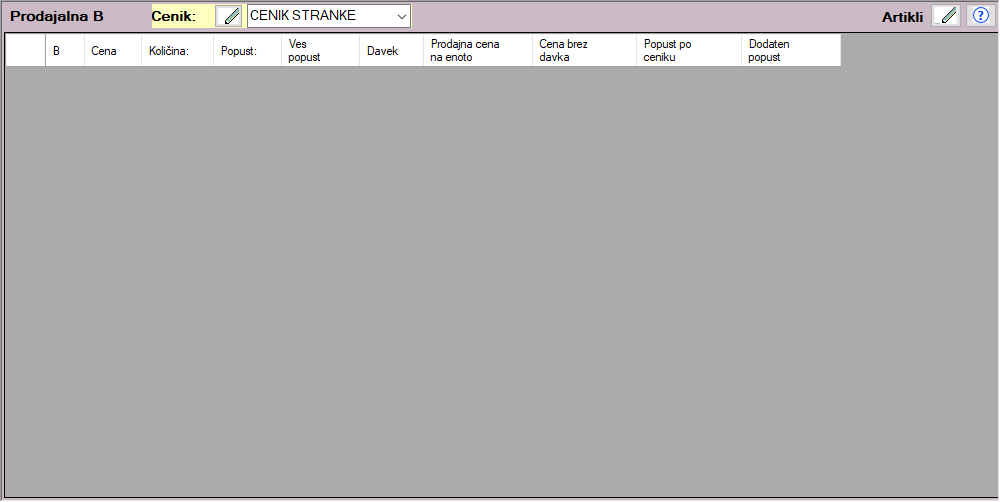 Prodajalna B Cenik: CENIK STRANKE Artikli ?
B Cena Količina: Popust: Ves popust Davek Prodajna cena na enoto Cena brez davka Popust po ceniku Dodaten popust